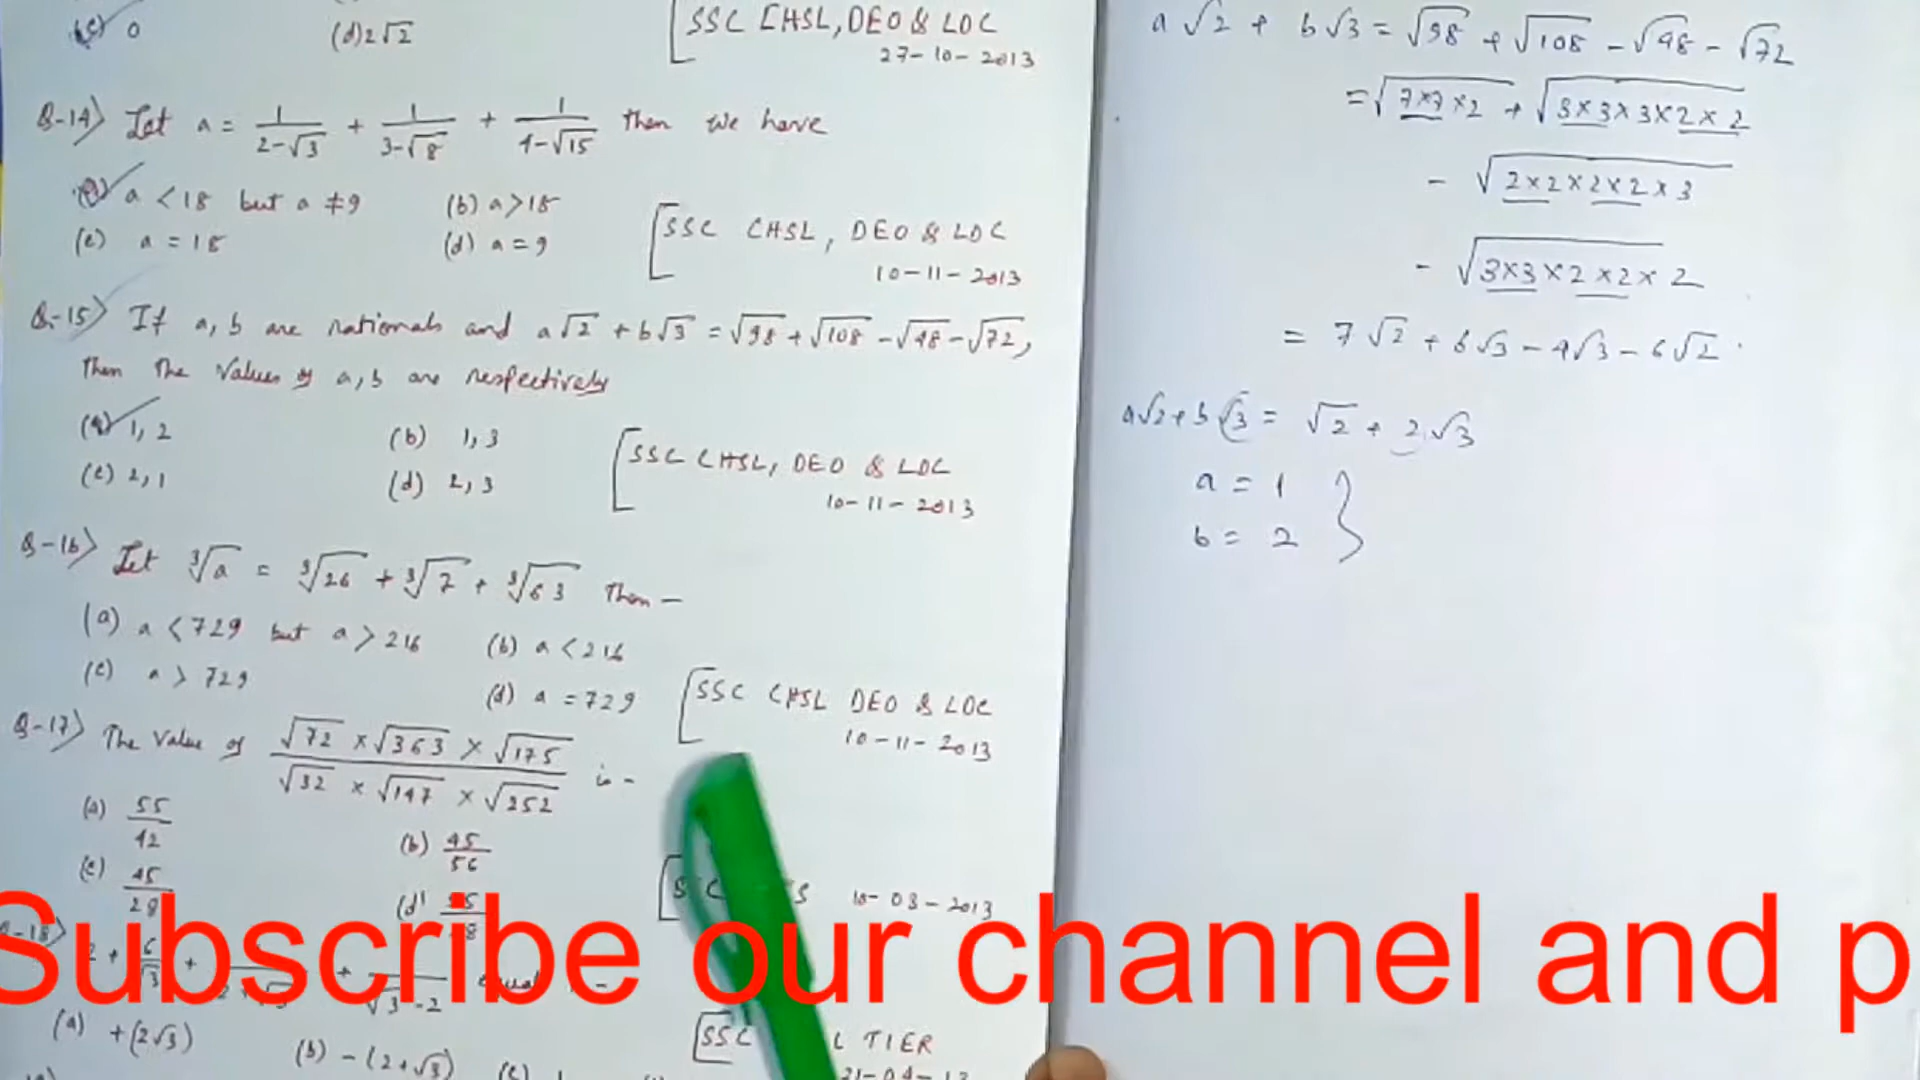 (c) 0 (d) 2√2 [SSC CHSL, DEO & LDC
27-10-2013
Q-14) Let a = 1/(2-√3) + 1/(3-√8) + 1/(4-√15) then we have
(a) a < 18 but a ≠ 9 (b) a > 18
(c) a = 18 (d) a = 9 [SSC CHSL, DEO & LDC
10-11-2013
Q-15) If a, b are rationals and a√2 + b√3 = √98 + √108 - √48 - √72,
Then The Values of a, b are respectively
(a) 1, 2 (b) 1, 3
(c) 2, 1 (d) 2, 3 [SSC CHSL, DEO & LDC
10-11-2013
Q-16) Let ∛a = ∛26 + ∛7 + ∛63 Then -
(a) a < 729 but a > 216 (b) a < 216
(c) a > 729 (d) a = 729 [SSC CHSL DEO & LDC
10-11-2013
Q-17) The Value of (√72 × √363 × √175)/(√32 × √147 × √252) is -
(a) 55/42 (b) 45/56
(c) 45/28 (d) 10-03-2013
(a) +(2√3) (b) -(2+√3) (c) [SSC TIER
a√2 + b√3 = √98 + √108 - √48 - √72
= √7×7×2 + √3×3×3×2×2
- √2×2×2×2×3
- √3×3×2×2×2
= 7√2 + 6√3 - 4√3 - 6√2
a√2 + b√3 = √2 + 2√3
a = 1
b = 2
Subscribe our channel and p